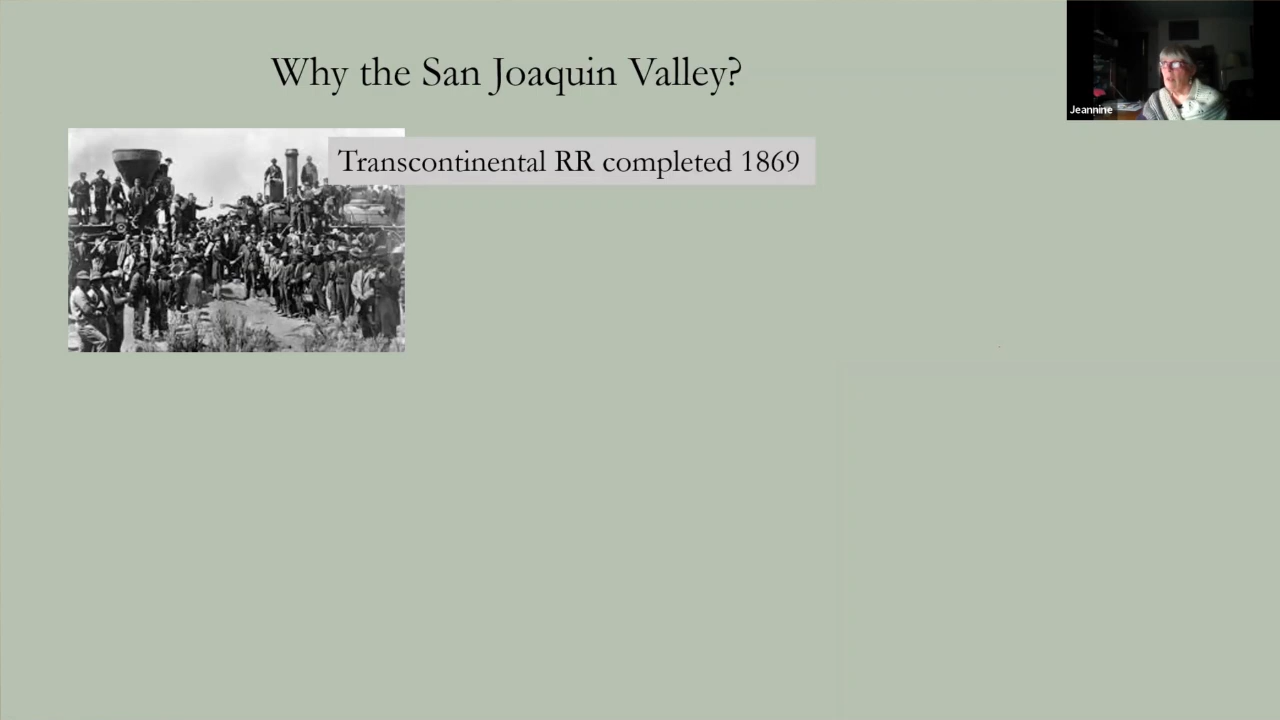 Why the San Joaquin Valley?
Jeannine
Transcontinental RR completed 1869